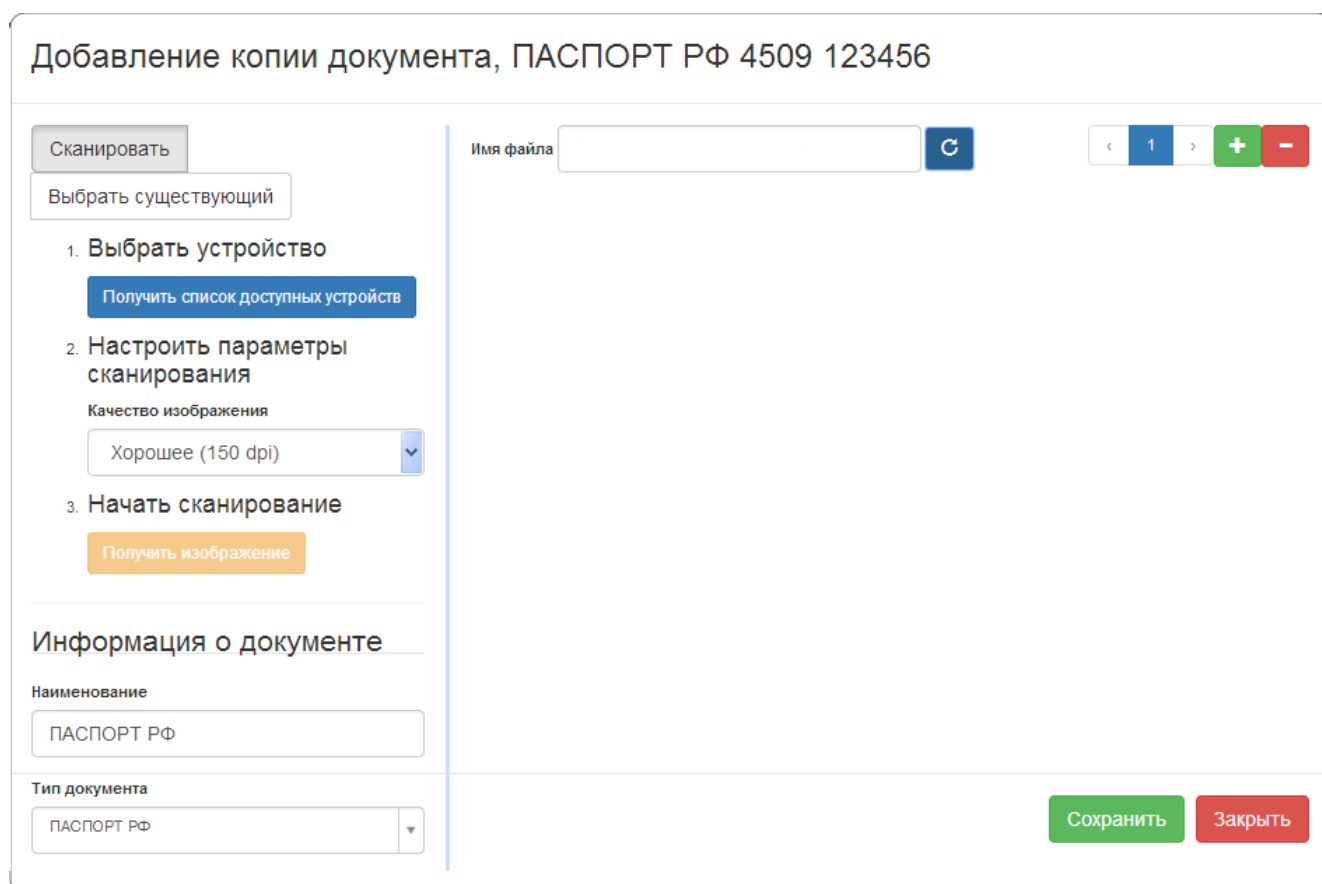 Добавление копии документа, ПАСПОРТ РФ 4509 123456
Сканировать
Выбрать существующий
1. Выбрать устройство
Получить список доступных устройств
2. Настроить параметры
сканирования
Качество изображения
Хорошее (150 dpi)
3. Начать сканирование
Получить изображение
Информация о документе
Наименование
ПАСПОРТ РФ
Тип документа
ПАСПОРТ РФ
Имя файла
‹ 1 › + −
Сохранить Закрыть